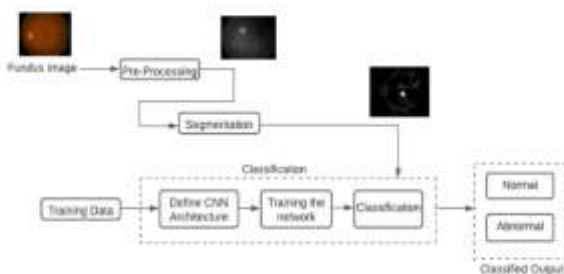 Fundus Image
Pre-Processing
Segmentation
Classification
Training Data
Define CNN
Architecture
Training the
network
Classification
Normal
Abnormal
Classified Output